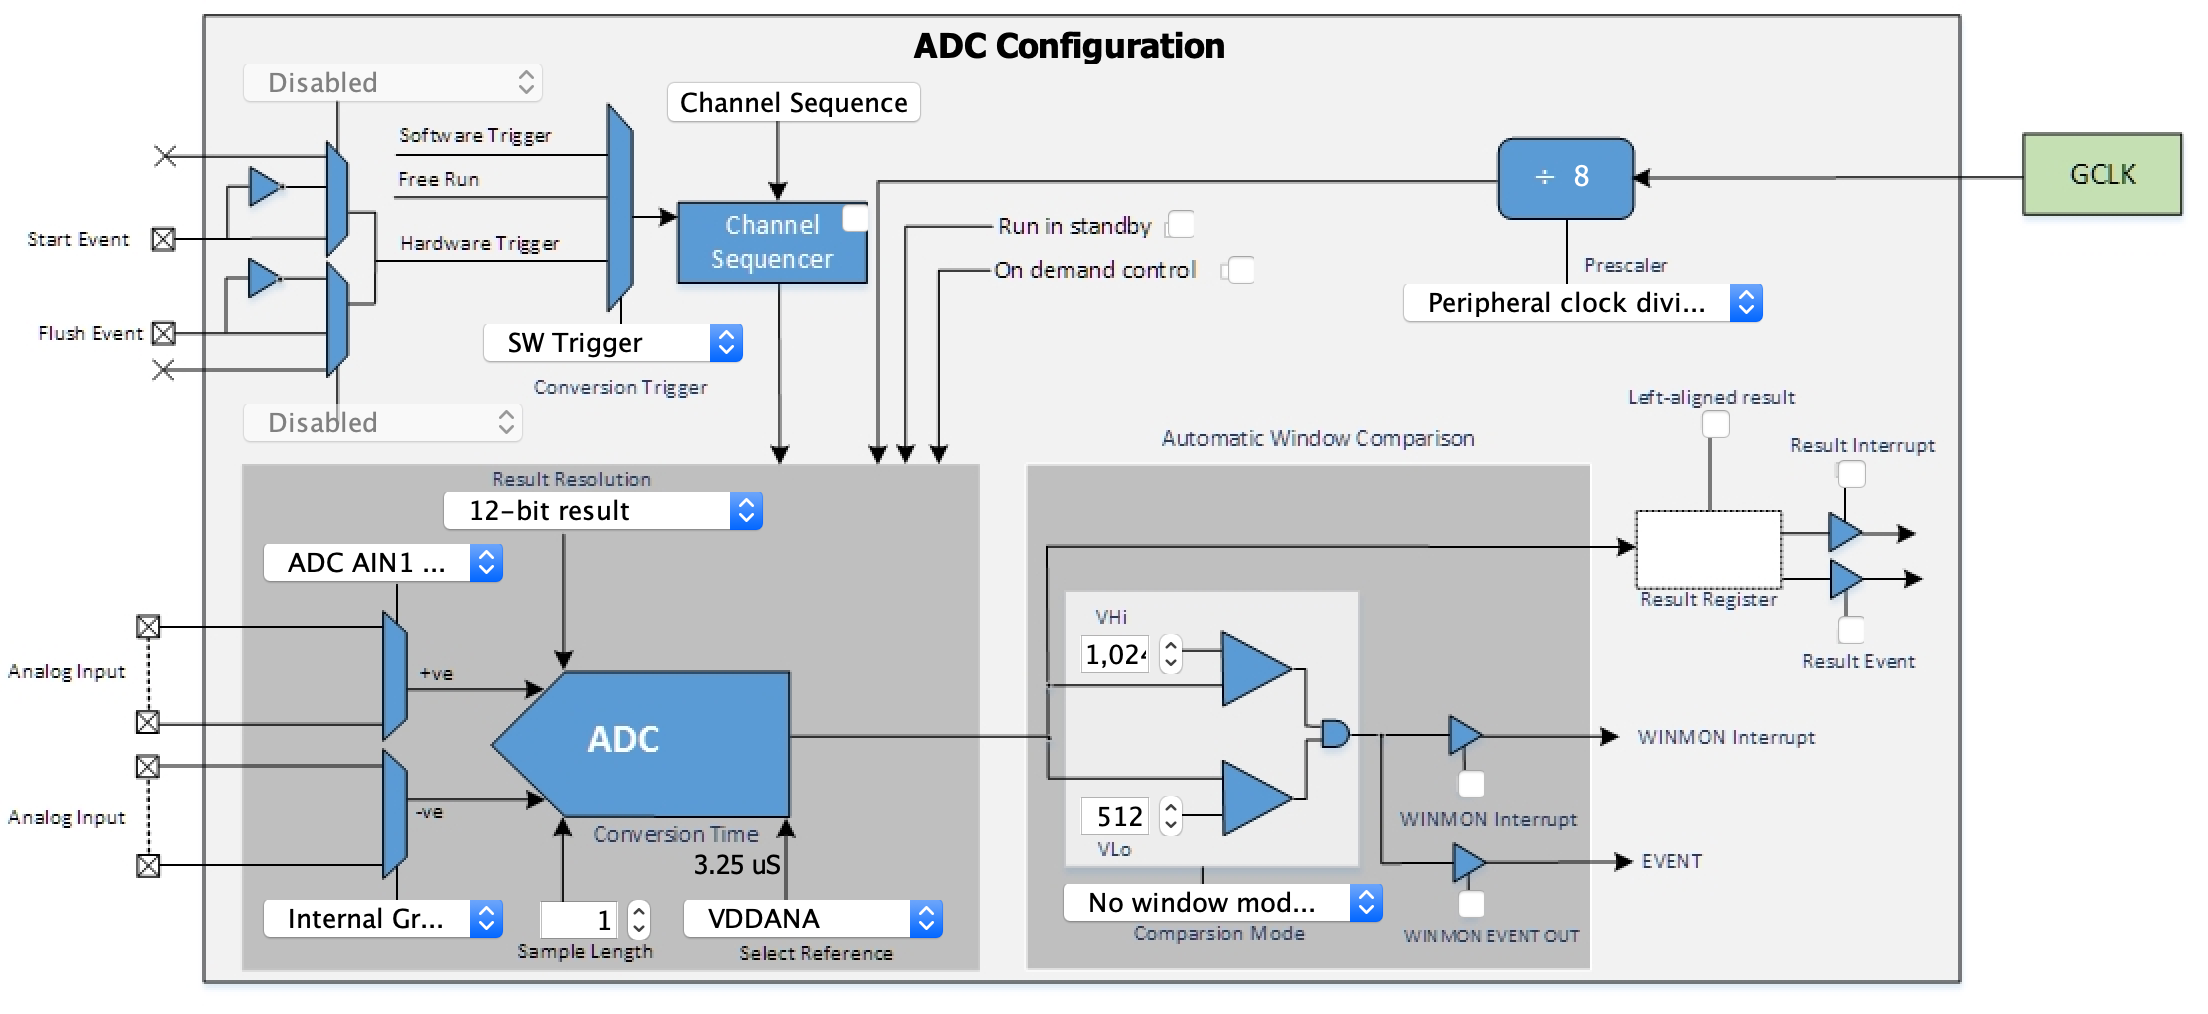 ADC Configuration
Disabled
Channel Sequence
Software Trigger
Free Run
Hardware Trigger
Start Event
Flush Event
Channel
Sequencer
SW Trigger
Conversion Trigger
Disabled
Run in standby
On demand control
÷ 8
GCLK
Prescaler
Peripheral clock divi...
Left-aligned result
Result Interrupt
Result Register
Result Event
Result Resolution
12-bit result
ADC AIN1 ...
Analog Input
+ve
ADC
-ve
Analog Input
Conversion Time
3.25 uS
Internal Gr...
1
Sample Length
VDDANA
Select Reference
Automatic Window Comparison
VHi
1,02
512
VLo
No window mod...
Comparsion Mode
WINMON Interrupt
WINMON Interrupt
EVENT
WINMON EVENT OUT